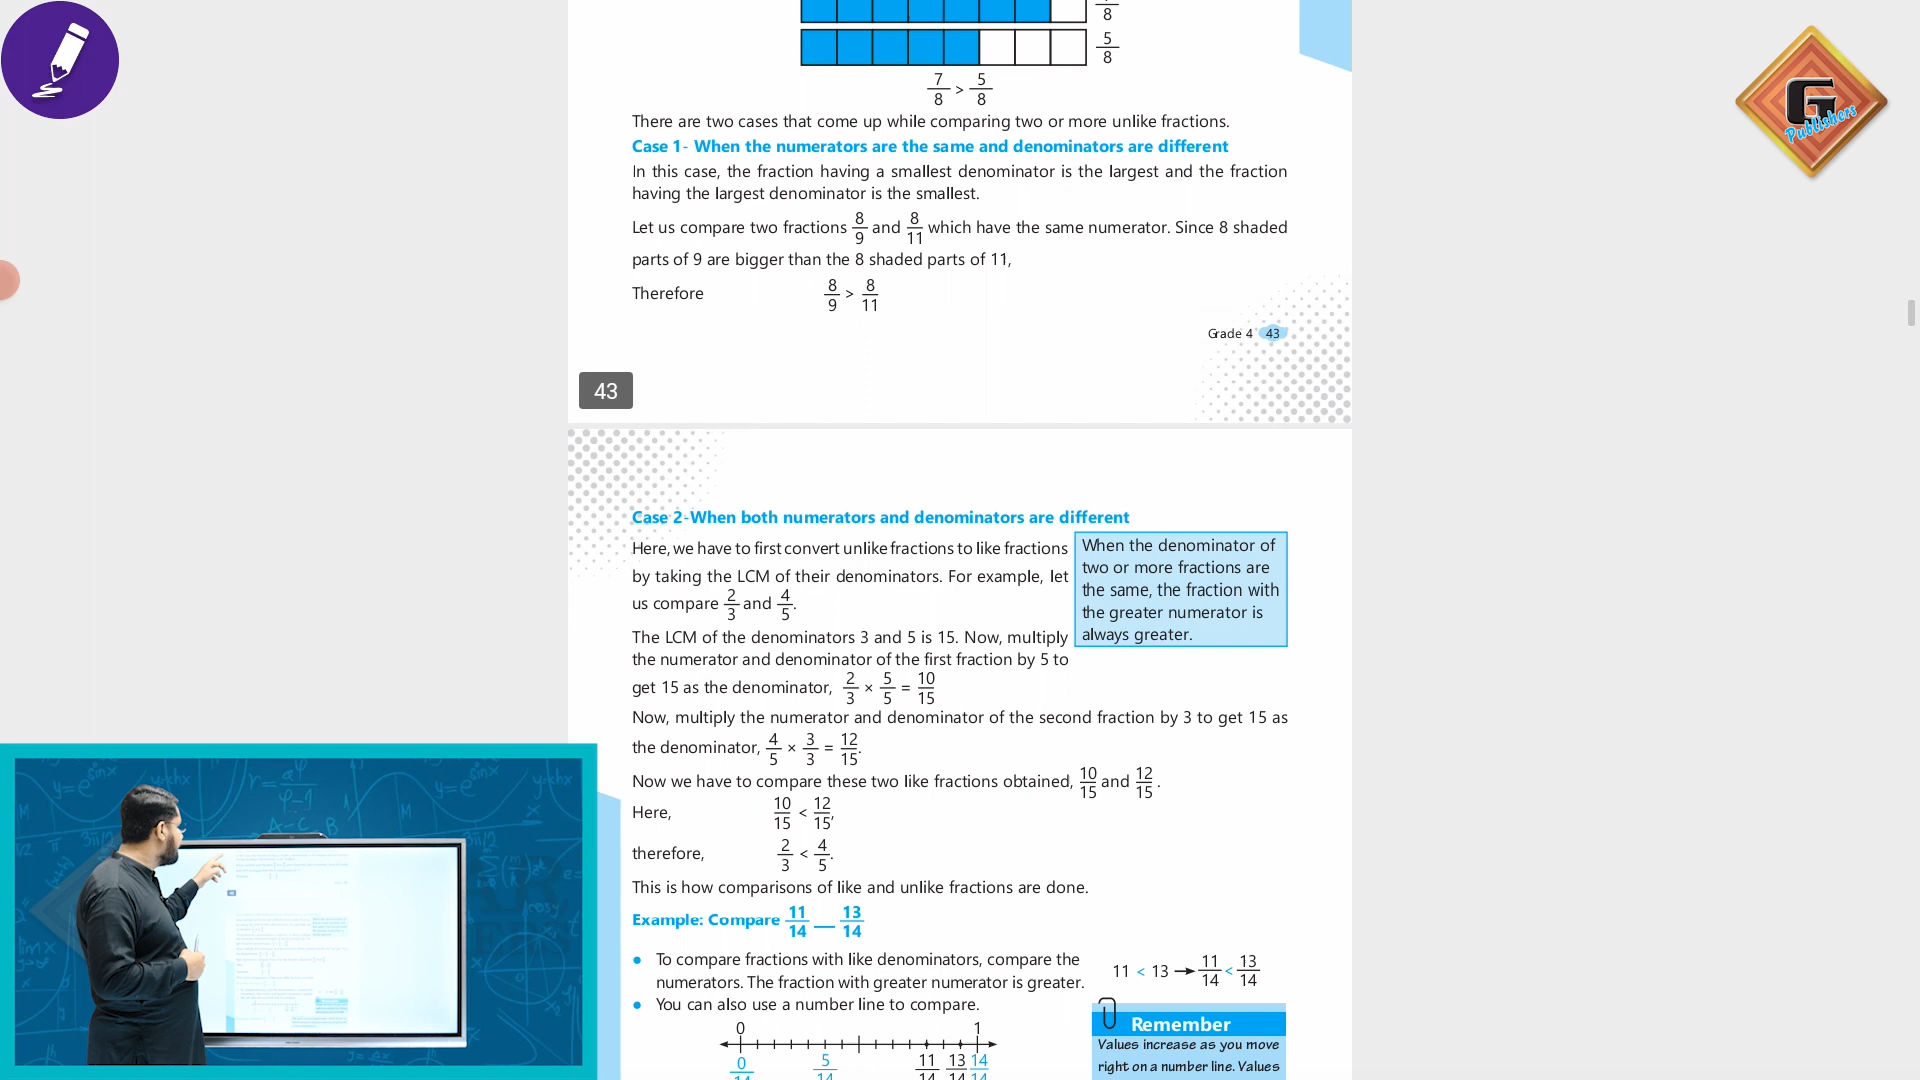 8
5
8
7/8 > 5/8
There are two cases that come up while comparing two or more unlike fractions.
Case 1- When the numerators are the same and denominators are different
In this case, the fraction having a smallest denominator is the largest and the fraction
having the largest denominator is the smallest.
Let us compare two fractions 8/9 and 8/11 which have the same numerator. Since 8 shaded
parts of 9 are bigger than the 8 shaded parts of 11,
Therefore 8/9 > 8/11
Grade 4 43
43
G
Publishers
Case 2-When both numerators and denominators are different
Here, we have to first convert unlike fractions to like fractions
by taking the LCM of their denominators. For example, let
us compare 2/3 and 4/5.
When the denominator of
two or more fractions are
the same, the fraction with
the greater numerator is
always greater.
The LCM of the denominators 3 and 5 is 15. Now, multiply
the numerator and denominator of the first fraction by 5 to
get 15 as the denominator, 2/3 × 5/5 = 10/15
Now, multiply the numerator and denominator of the second fraction by 3 to get 15 as
the denominator, 4/5 × 3/3 = 12/15.
Now we have to compare these two like fractions obtained, 10/15 and 12/15.
Here, 10/15 < 12/15,
therefore, 2/3 < 4/5.
This is how comparisons of like and unlike fractions are done.
Example: Compare 11/14 __ 13/14
To compare fractions with like denominators, compare the
numerators. The fraction with greater numerator is greater.
11 < 13 → 11/14 < 13/14
You can also use a number line to compare.
0 1
0/14 5/14 11/14 13/14 14/14
Remember
Values increase as you move
right on a number line. Values